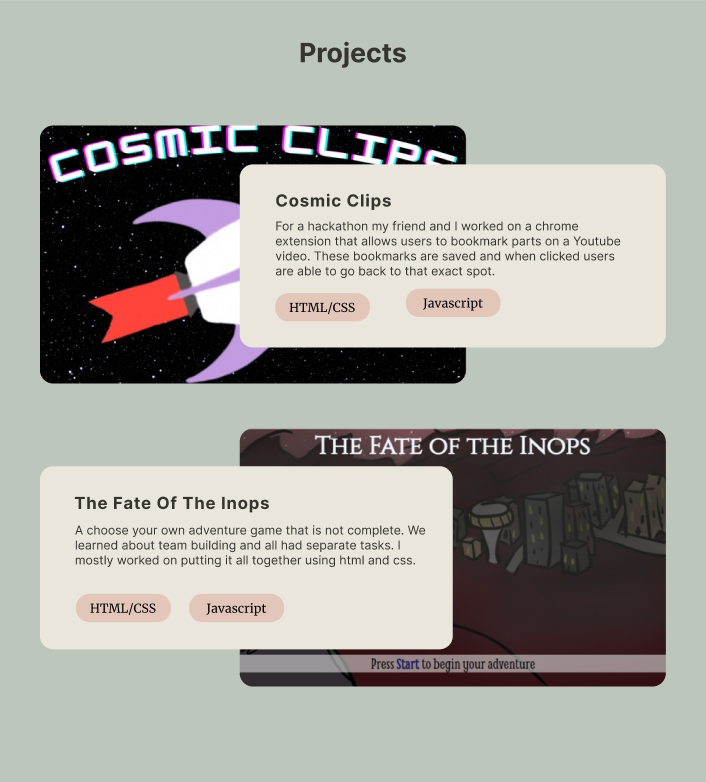 Projects
COSMIC CLIPS
Cosmic Clips
For a hackathon my friend and I worked on a chrome
extension that allows users to bookmark parts on a Youtube
video. These bookmarks are saved and when clicked users
are able to go back to that exact spot.
HTML/CSS
Javascript
The Fate of the Inops
The Fate Of The Inops
A choose your own adventure game that is not complete. We
learned about team building and all had separate tasks. I
mostly worked on putting it all together using html and css.
HTML/CSS
Javascript
Press Start to begin your adventure